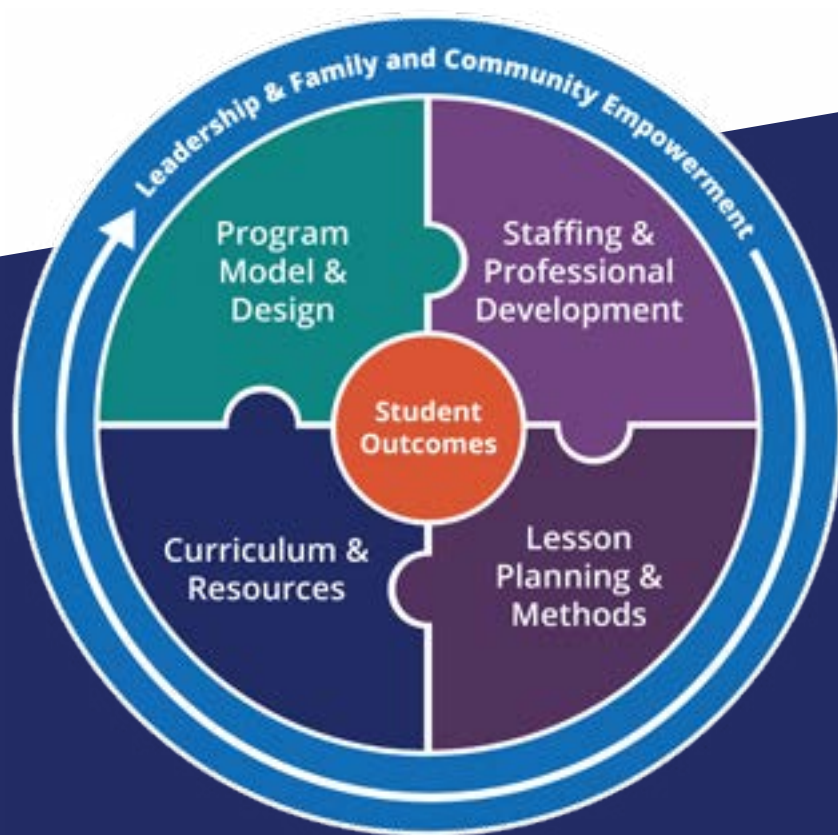 Leadership & Family and Community Empowerment
Program
Model &
Design
Staffing &
Professional
Development
Student
Outcomes
Curriculum &
Resources
Lesson
Planning &
Methods